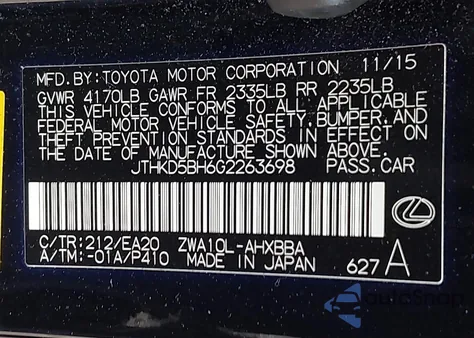 MFD. BY: TOYOTA MOTOR CORPORATION 11/15
GVWR 4170LB GAWR FR 2335LB RR 2235LB
THIS VEHICLE CONFORMS TO ALL APPLICABLE
FEDERAL MOTOR VEHICLE SAFETY, BUMPER, AND
THEFT PREVENTION STANDARDS IN EFFECT ON
THE DATE OF MANUFACTURE SHOWN ABOVE.
JTHKD5BH6G2263698 PASS. CAR
C/TR: 212/EA20 ZWA10L-AHXBBA
A/TM: -01A/P410 MADE IN JAPAN 627 A
autoSnap